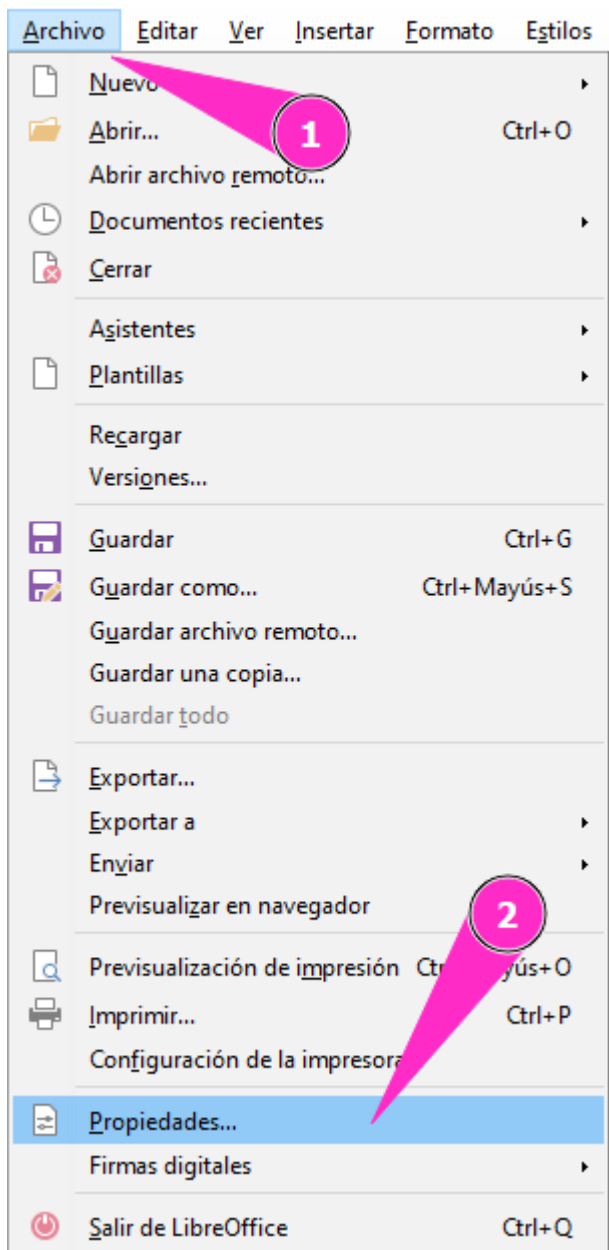 Archivo Editar Ver Insertar Formato Estilos
Nuevo
1
Abrir... Ctrl+O
Abrir archivo remoto...
Documentos recientes
Cerrar
Asistentes
Plantillas
Recargar
Versiones...
Guardar Ctrl+G
Guardar como... Ctrl+Mayús+S
Guardar archivo remoto...
Guardar una copia...
Guardar todo
Exportar...
Exportar a
Enviar
Previsualizar en navegador
2
Previsualización de impresión
Imprimir... Ctrl+P
Configuración de la impresora
Propiedades...
Firmas digitales
Salir de LibreOffice Ctrl+Q